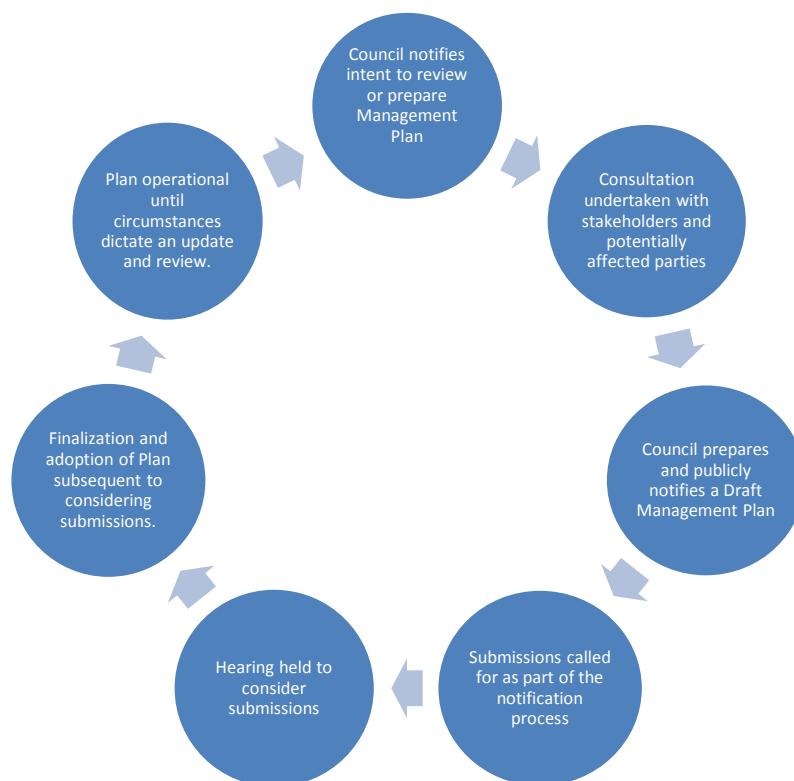 Council notifies
intent to review
or prepare
Management
Plan
Consultation
undertaken with
stakeholders and
potentially
affected parties
Council prepares
and publicly
notifies a Draft
Management Plan
Submissions called
for as part of the
notification
process
Hearing held to
consider
submissions
Finalization and
adoption of Plan
subsequent to
considering
submissions.
Plan operational
until
circumstances
dictate an update
and review.